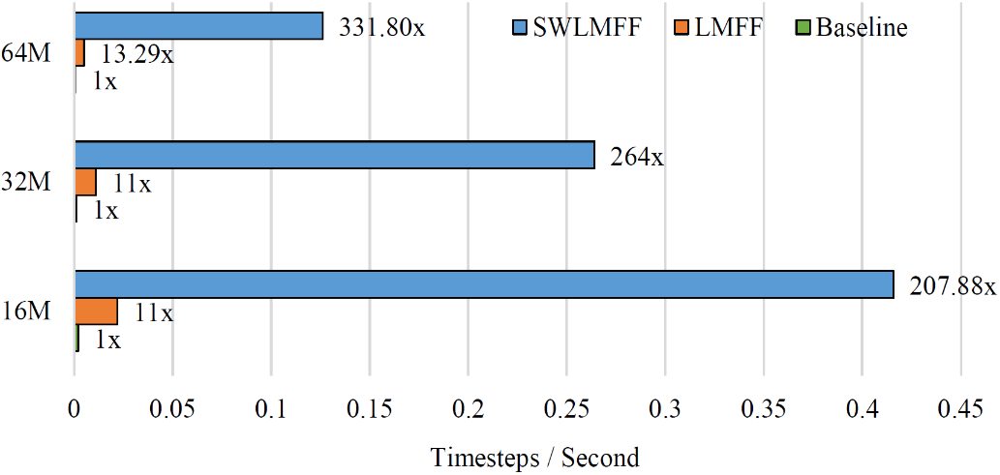 SWLMFF LMFF Baseline
331.80x
64M
13.29x
1x
264x
32M
11x
1x
207.88x
16M
11x
1x
0 0.05 0.1 0.15 0.2 0.25 0.3 0.35 0.4 0.45
Timesteps / Second